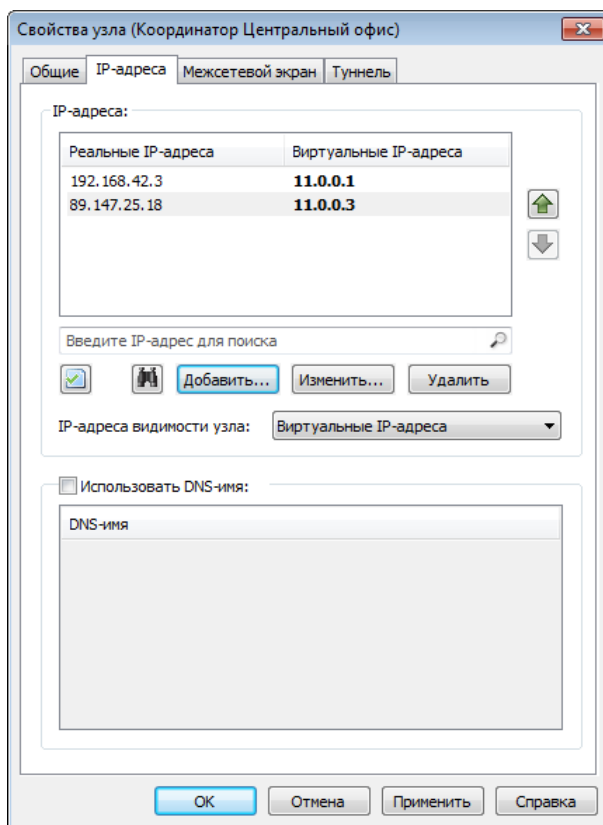 Свойства узла (Координатор Центральный офис)
Общие IP-адреса Межсетевой экран Туннель
IP-адреса:
Реальные IP-адреса Виртуальные IP-адреса
192.168.42.3 11.0.0.1
89.147.25.18 11.0.0.3
Введите IP-адрес для поиска
Добавить... Изменить... Удалить
IP-адреса видимости узла: Виртуальные IP-адреса
Использовать DNS-имя:
DNS-имя
OK Отмена Применить Справка